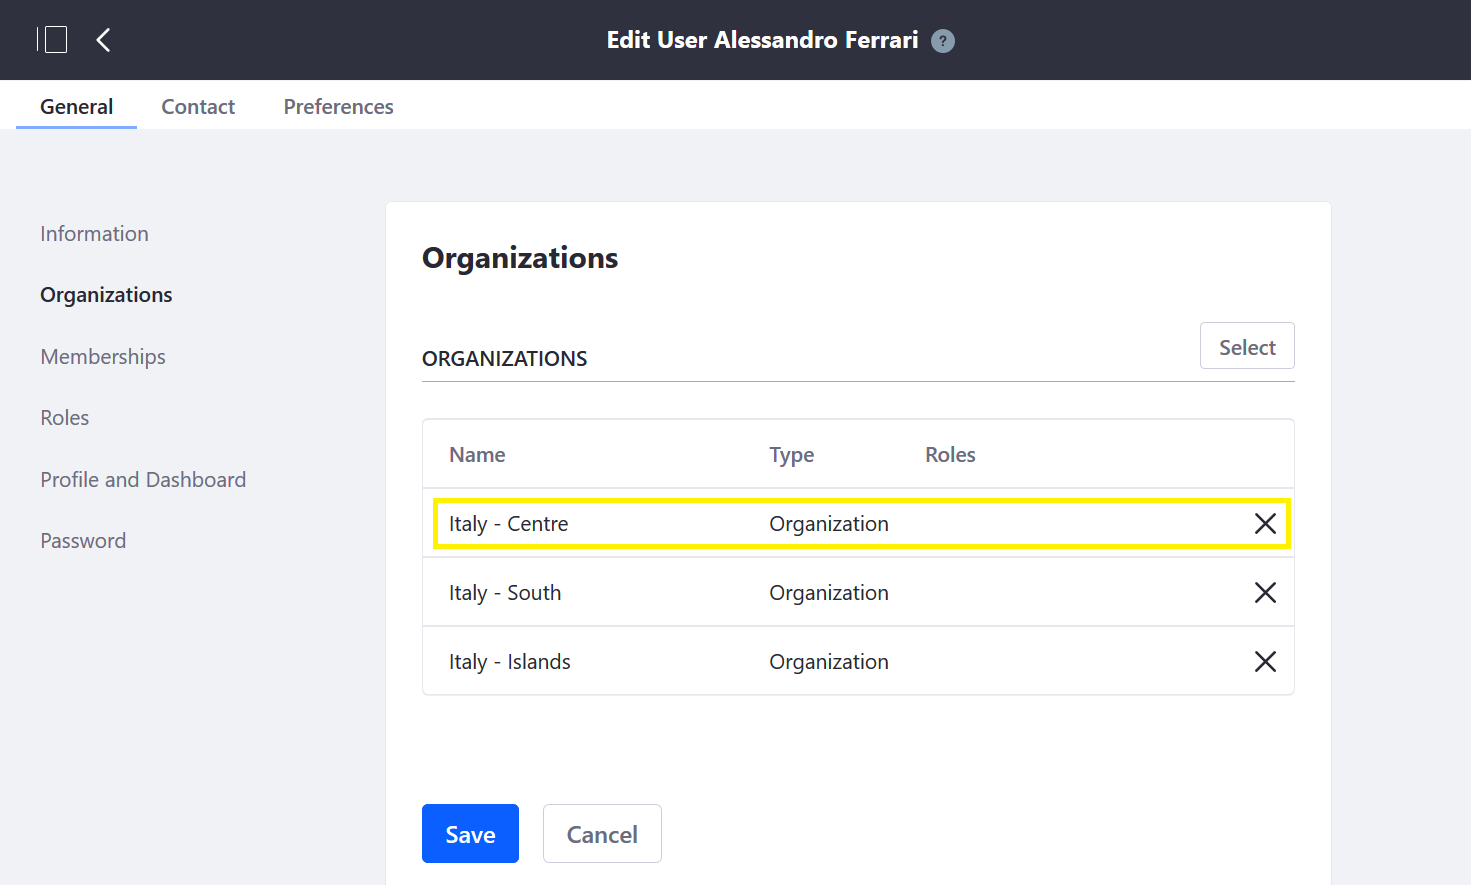 Edit User Alessandro Ferrari ?
General Contact Preferences
Information
Organizations
Memberships
Roles
Profile and Dashboard
Password
Organizations
ORGANIZATIONS Select
Name Type Roles
Italy - Centre Organization
Italy - South Organization
Italy - Islands Organization
Save Cancel